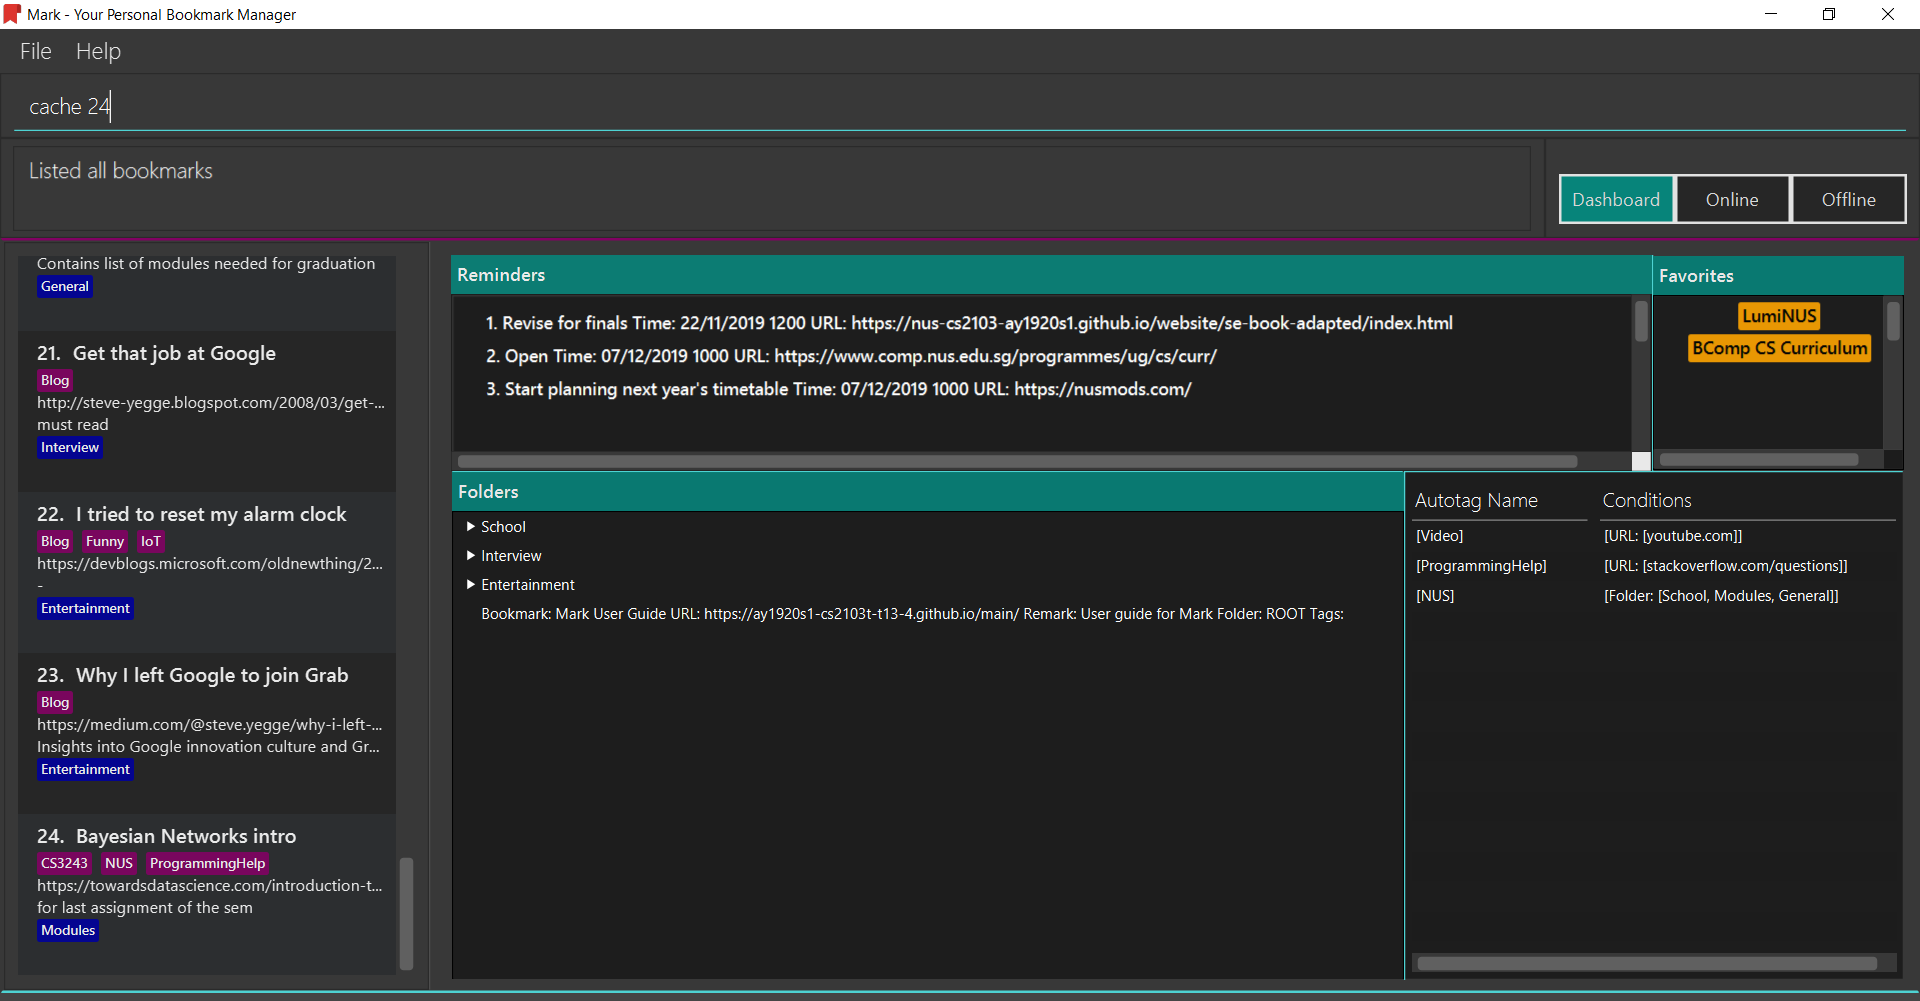 Mark - Your Personal Bookmark Manager
File Help
cache 24
Listed all bookmarks
Dashboard Online Offline
Contains list of modules needed for graduation
General
21. Get that job at Google
Blog
http://steve-yegge.blogspot.com/2008/03/get-...
must read
Interview
22. I tried to reset my alarm clock
Blog Funny IoT
https://devblogs.microsoft.com/oldnewthing/2...
-
Entertainment
23. Why I left Google to join Grab
Blog
https://medium.com/@steve.yegge/why-i-left-...
Insights into Google innovation culture and Gr...
Entertainment
24. Bayesian Networks intro
CS3243 NUS ProgrammingHelp
https://towardsdatascience.com/introduction-t...
for last assignment of the sem
Modules
Reminders
1. Revise for finals Time: 22/11/2019 1200 URL: https://nus-cs2103-ay1920s1.github.io/website/se-book-adapted/index.html
2. Open Time: 07/12/2019 1000 URL: https://www.comp.nus.edu.sg/programmes/ug/cs/curr/
3. Start planning next year's timetable Time: 07/12/2019 1000 URL: https://nusmods.com/
Favorites
LumiNUS
BComp CS Curriculum
Folders
School
Interview
Entertainment
Bookmark: Mark User Guide URL: https://ay1920s1-cs2103t-t13-4.github.io/main/ Remark: User guide for Mark Folder: ROOT Tags:
Autotag Name Conditions
[Video] [URL: [youtube.com]]
[ProgrammingHelp] [URL: [stackoverflow.com/questions]]
[NUS] [Folder: [School, Modules, General]]